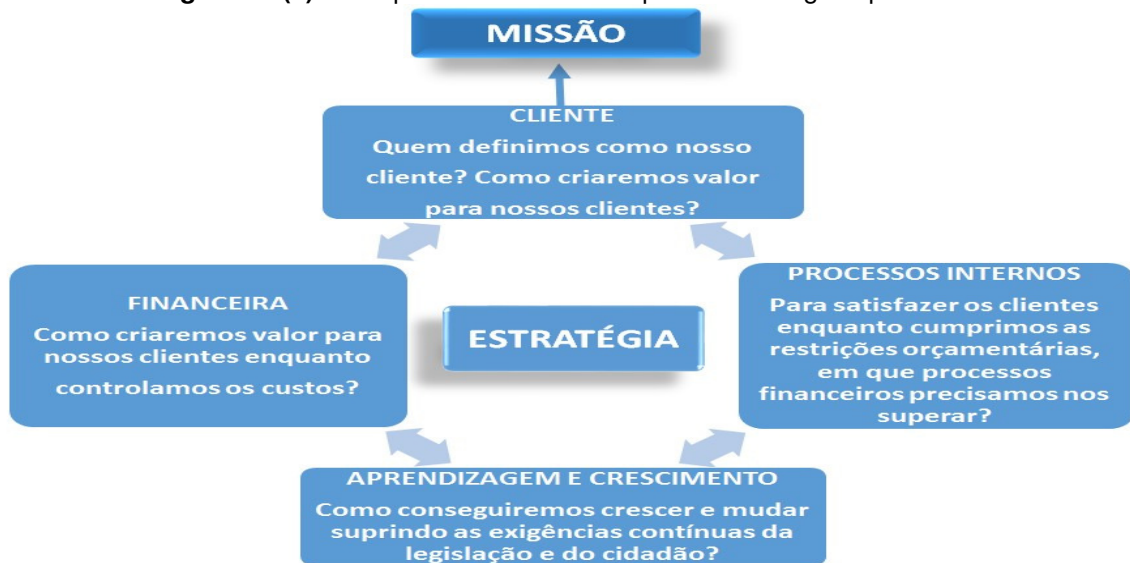 MISSÃO
CLIENTE
Quem definimos como nosso
cliente? Como criaremos valor
para nossos clientes?
FINANCEIRA
Como criaremos valor para
nossos clientes enquanto
controlamos os custos?
ESTRATÉGIA
PROCESSOS INTERNOS
Para satisfazer os clientes
enquanto cumprimos as
restrições orçamentárias,
em que processos
financeiros precisamos nos
superar?
APRENDIZAGEM E CRESCIMENTO
Como conseguiremos crescer e mudar
suprindo as exigências contínuas da
legislação e do cidadão?